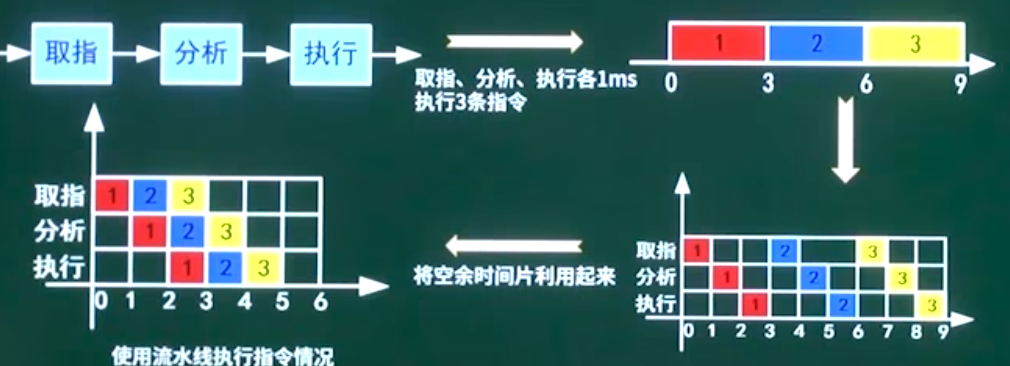 取指 分析 执行
取指、分析、执行各1ms
执行3条指令
1 2 3
0 3 6 9
取指 1 2 3
分析 1 2 3
执行 1 2 3
0 1 2 3 4 5 6
使用流水线执行指令情况
将空余时间片利用起来
取指 1 2 3
分析 1 2 3
执行 1 2 3
0 1 2 3 4 5 6 7 8 9